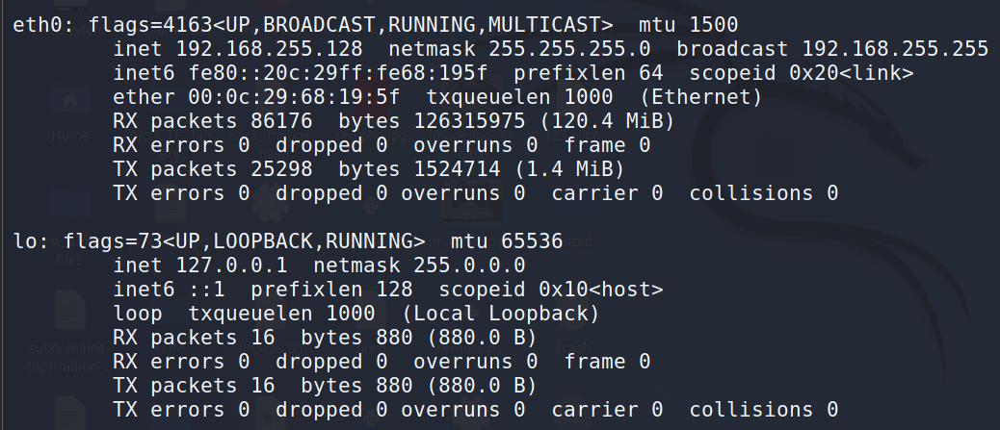 eth0: flags=4163<UP,BROADCAST,RUNNING,MULTICAST>  mtu 1500
        inet 192.168.255.128  netmask 255.255.255.0  broadcast 192.168.255.255
        inet6 fe80::20c:29ff:fe68:195f  prefixlen 64  scopeid 0x20<link>
        ether 00:0c:29:68:19:5f  txqueuelen 1000  (Ethernet)
        RX packets 86176  bytes 126315975 (120.4 MiB)
        RX errors 0  dropped 0  overruns 0  frame 0
        TX packets 25298  bytes 1524714 (1.4 MiB)
        TX errors 0  dropped 0 overruns 0  carrier 0  collisions 0

lo: flags=73<UP,LOOPBACK,RUNNING>  mtu 65536
        inet 127.0.0.1  netmask 255.0.0.0
        inet6 ::1  prefixlen 128  scopeid 0x10<host>
        loop  txqueuelen 1000  (Local Loopback)
        RX packets 16  bytes 880 (880.0 B)
        RX errors 0  dropped 0  overruns 0  frame 0
        TX packets 16  bytes 880 (880.0 B)
        TX errors 0  dropped 0 overruns 0  carrier 0  collisions 0
Home
files
subdomains-
top1million-
Trash